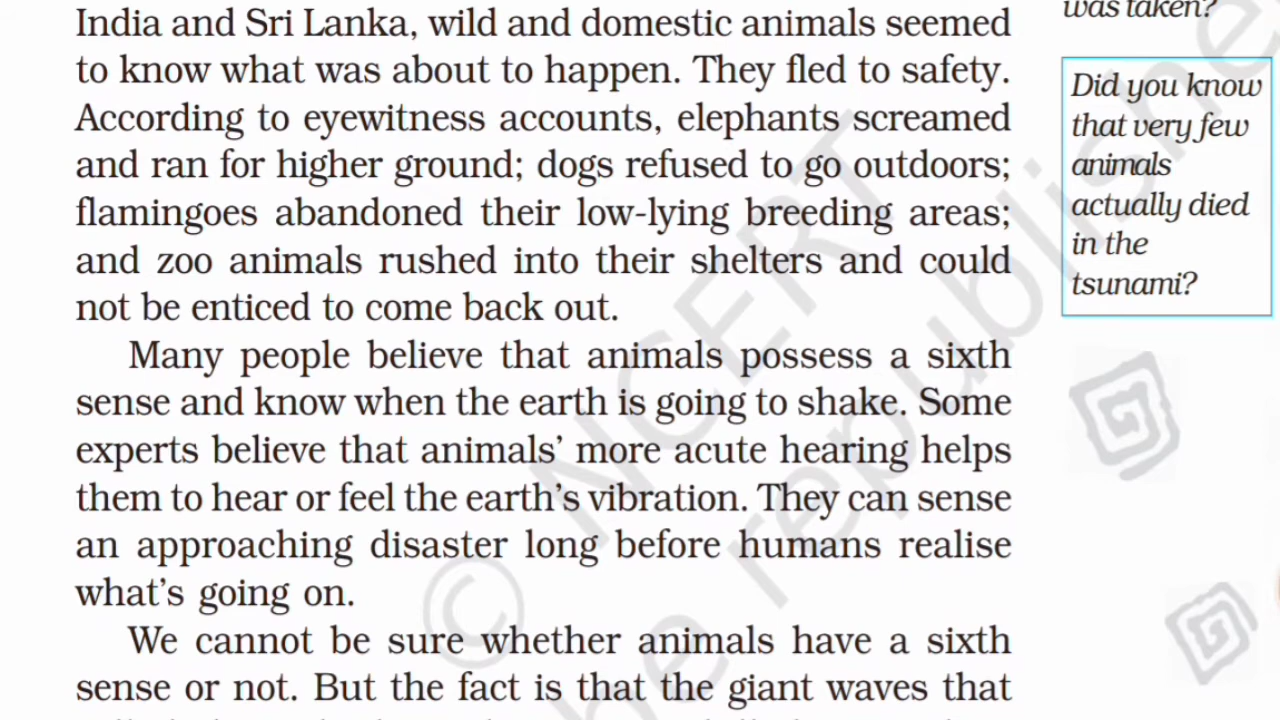 India and Sri Lanka, wild and domestic animals seemed
to know what was about to happen. They fled to safety.
According to eyewitness accounts, elephants screamed
and ran for higher ground; dogs refused to go outdoors;
flamingoes abandoned their low-lying breeding areas;
and zoo animals rushed into their shelters and could
not be enticed to come back out.
Many people believe that animals possess a sixth
sense and know when the earth is going to shake. Some
experts believe that animals’ more acute hearing helps
them to hear or feel the earth’s vibration. They can sense
an approaching disaster long before humans realise
what’s going on.
We cannot be sure whether animals have a sixth
sense or not. But the fact is that the giant waves that
was taken?
Did you know
that very few
animals
actually died
in the
tsunami?
© NCERT
republishe